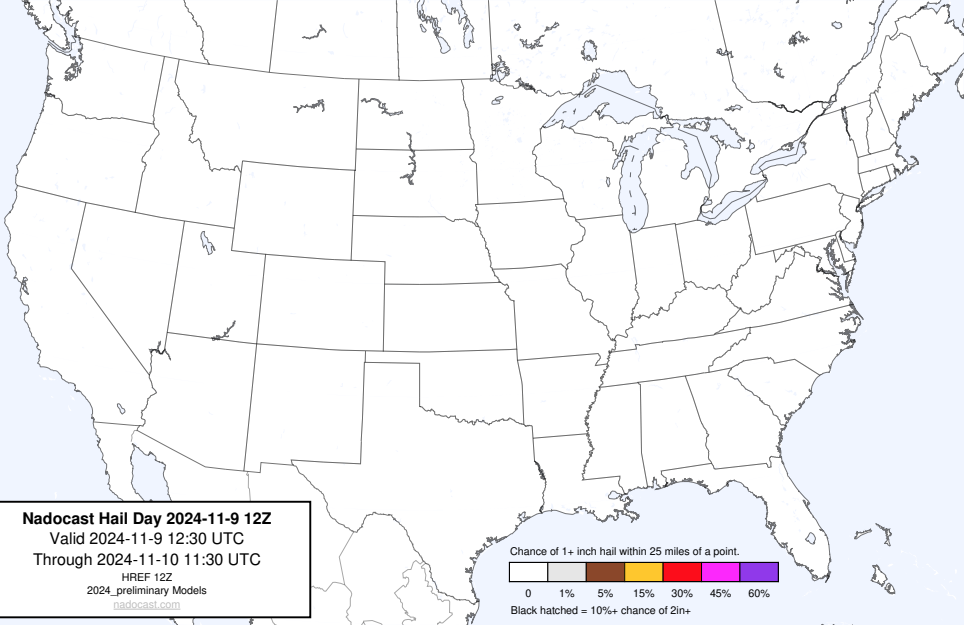 Nadocast Hail Day 2024-11-9 12Z
Valid 2024-11-9 12:30 UTC
Through 2024-11-10 11:30 UTC
HREF 12Z
2024_preliminary Models
nadocast.com
Chance of 1+ inch hail within 25 miles of a point.
0 1% 5% 15% 30% 45% 60%
Black hatched = 10%+ chance of 2in+